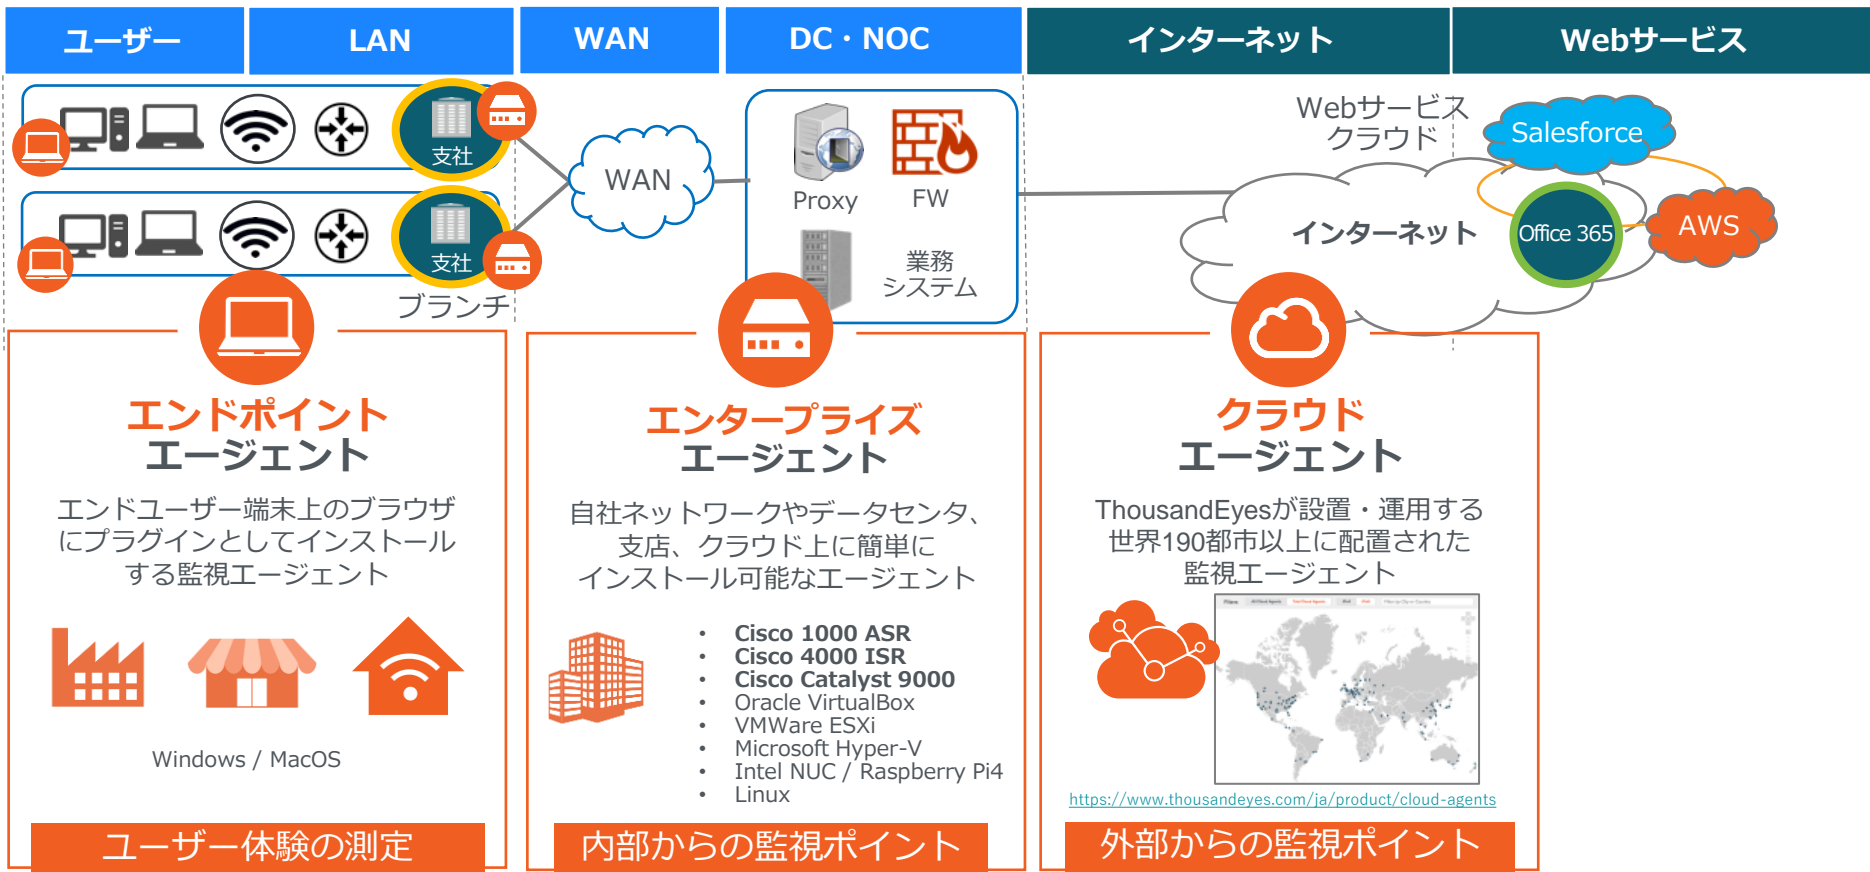 ユーザー
LAN
WAN
DC・NOC
インターネット
Webサービス
支社
支社
ブランチ
WAN
Proxy
FW
業務
システム
Webサービス
クラウド
インターネット
Salesforce
Office 365
AWS
エンドポイント
エージェント
エンドユーザー端末上のブラウザ
にプラグインとしてインストール
する監視エージェント
Windows / MacOS
ユーザー体験の測定
エンタープライズ
エージェント
自社ネットワークやデータセンタ、
支店、クラウド上に簡単に
インストール可能なエージェント
• Cisco 1000 ASR
• Cisco 4000 ISR
• Cisco Catalyst 9000
• Oracle VirtualBox
• VMWare ESXi
• Microsoft Hyper-V
• Intel NUC / Raspberry Pi4
• Linux
内部からの監視ポイント
クラウド
エージェント
ThousandEyesが設置・運用する
世界190都市以上に配置された
監視エージェント
https://www.thousandeyes.com/ja/product/cloud-agents
外部からの監視ポイント